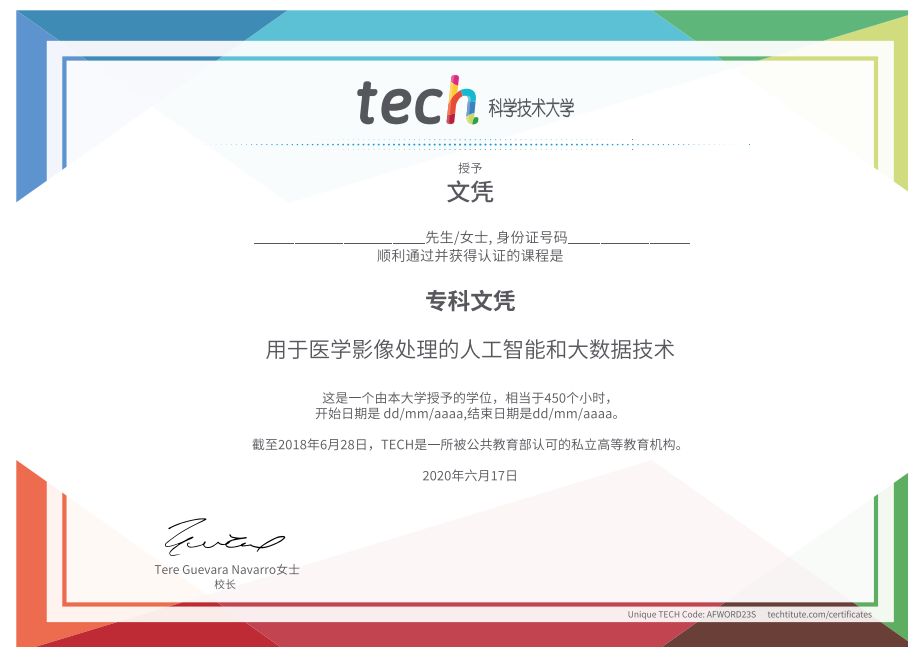 tech 科学技术大学
授予
文凭
先生/女士, 身份证号码
顺利通过并获得认证的课程是
专科文凭
用于医学影像处理的人工智能和大数据技术
这是一个由本大学授予的学位，相当于450个小时，
开始日期是 dd/mm/aaaa,结束日期是dd/mm/aaaa。
截至2018年6月28日，TECH是一所被公共教育部认可的私立高等教育机构。
2020年六月17日
Tere Guevara Navarro女士
校长
Unique TECH Code: AFWORD23S techtitute.com/certificates